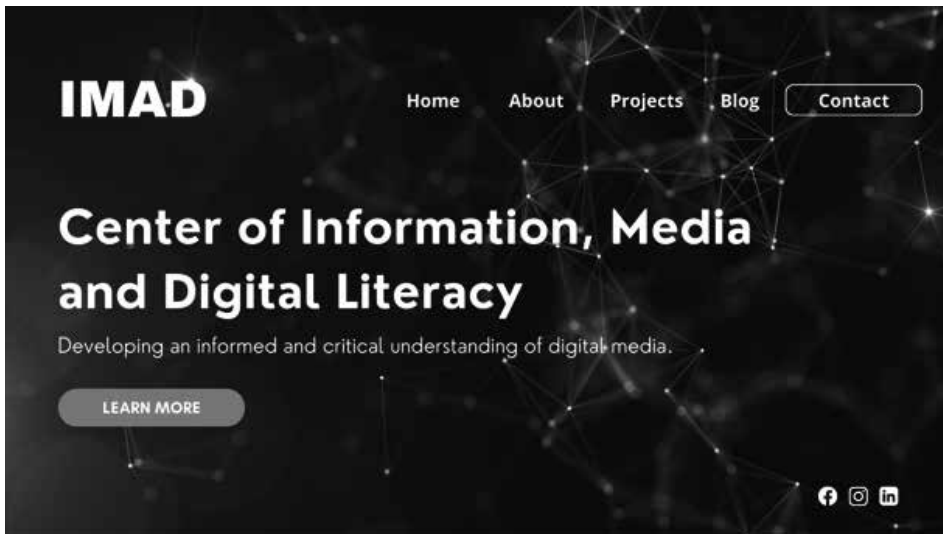 IMAD
Home About Projects Blog Contact
Center of Information, Media
and Digital Literacy
Developing an informed and critical understanding of digital media.
LEARN MORE